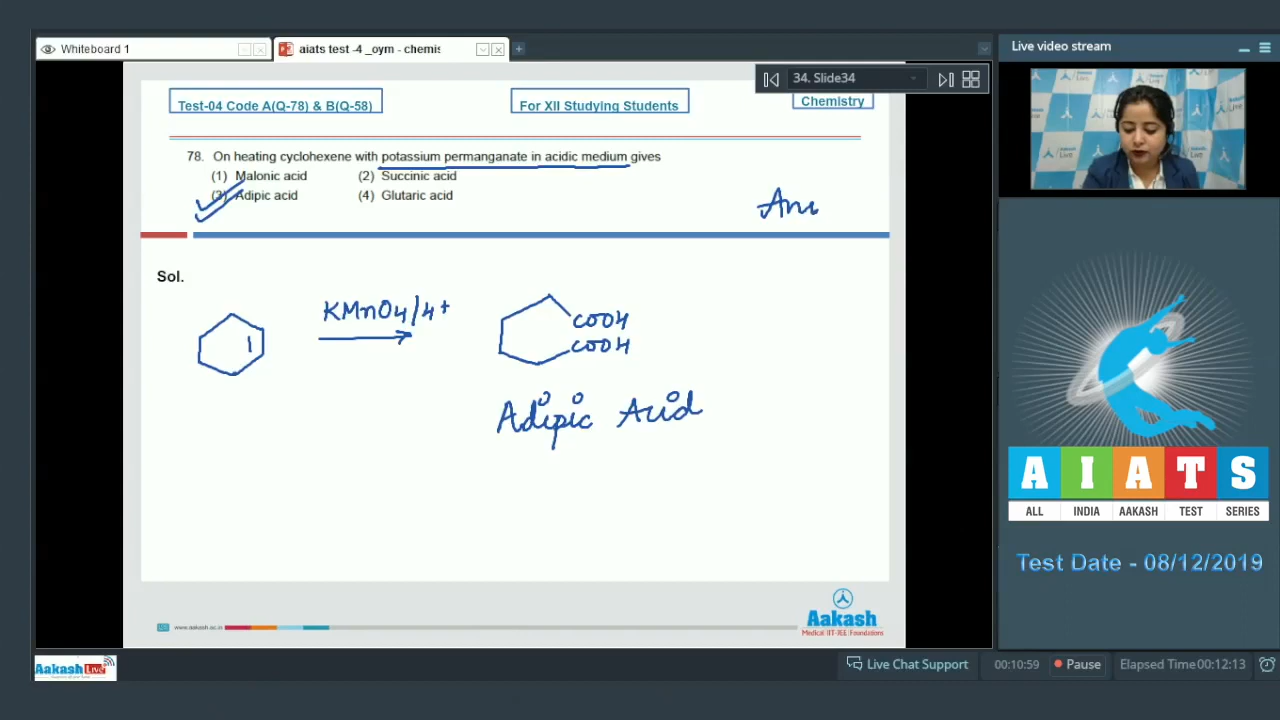 Whiteboard 1
aiats test -4 _oym - chemis
Live video stream
34. Slide34
Test-04 Code A(Q-78) & B(Q-58)
For XII Studying Students
Chemistry
78. On heating cyclohexene with potassium permanganate in acidic medium gives
(1) Malonic acid (2) Succinic acid
(3) Adipic acid (4) Glutaric acid
Ans
Sol.
KMnO4/H+
COOH
COOH
Adipic Acid
www.aakash.ac.in
Aakash
Medical|IIT-JEE|Foundations
A I A T S
ALL INDIA AAKASH TEST SERIES
Test Date - 08/12/2019
Aakash Live
Live Chat Support
00:10:59
Pause
Elapsed Time 00:12:13